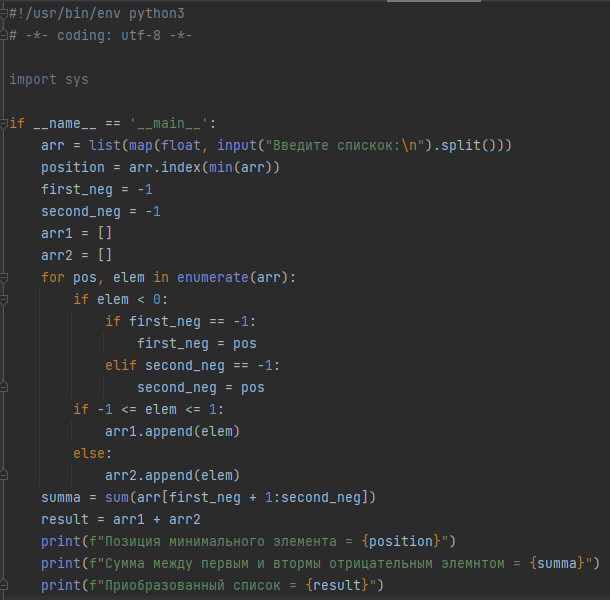 #!/usr/bin/env python3
# -*- coding: utf-8 -*-
import sys
if __name__ == '__main__':
    arr = list(map(float, input("Введите спискок:\n").split()))
    position = arr.index(min(arr))
    first_neg = -1
    second_neg = -1
    arr1 = []
    arr2 = []
    for pos, elem in enumerate(arr):
        if elem < 0:
            if first_neg == -1:
                first_neg = pos
            elif second_neg == -1:
                second_neg = pos
        if -1 <= elem <= 1:
            arr1.append(elem)
        else:
            arr2.append(elem)
    summa = sum(arr[first_neg + 1:second_neg])
    result = arr1 + arr2
    print(f"Позиция минимального элемента = {position}")
    print(f"Сумма между первым и втормы отрицательным элемнтом = {summa}")
    print(f"Приобразованный список = {result}")